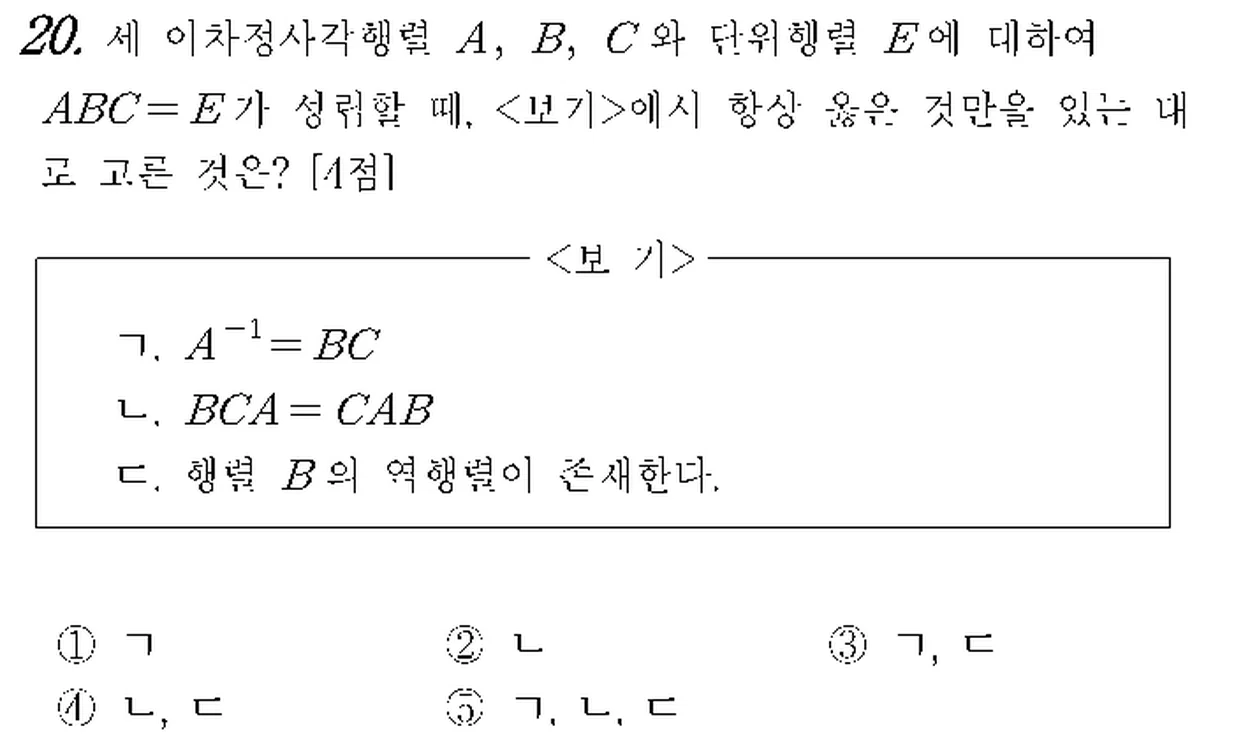 20. 세 이차정사각행렬 A, B, C와 단위행렬 E에 대하여
ABC=E가 성립할 때, <보기>에서 항상 옳은 것만을 있는 대
로 고른 것은? [4점]
<보 기>
ㄱ. A⁻¹= BC
ㄴ. BCA= CAB
ㄷ. 행렬 B의 역행렬이 존재한다.
① ㄱ ② ㄴ ③ ㄱ, ㄷ
④ ㄴ, ㄷ ⑤ ㄱ, ㄴ, ㄷ